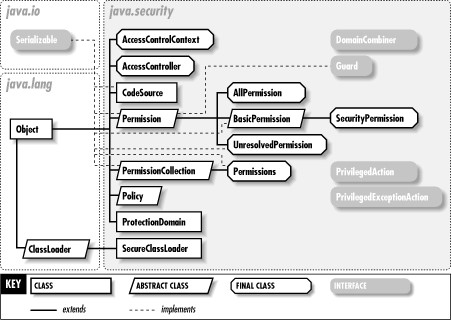 java.io
java.security
Serializable
AccessControlContext
DomainCombiner
AccessController
Guard
java.lang
CodeSource
AllPermission
Permission
BasicPermission
SecurityPermission
Object
UnresolvedPermission
PermissionCollection
Permissions
PrivilegedAction
Policy
PrivilegedExceptionAction
ProtectionDomain
ClassLoader
SecureClassLoader
KEY
CLASS
ABSTRACT CLASS
FINAL CLASS
INTERFACE
extends
implements